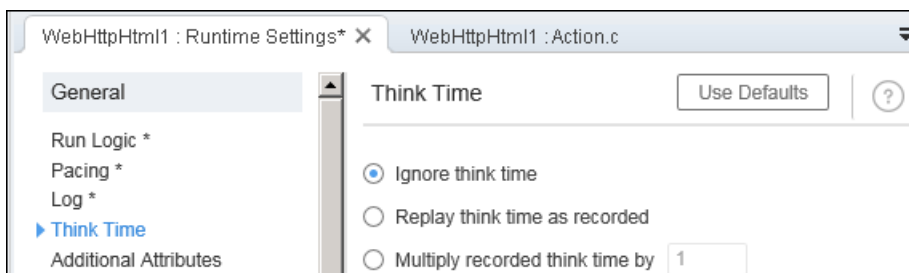 WebHttpHtml1 : Runtime Settings* ✕ WebHttpHtml1 : Action.c
General
Run Logic *
Pacing *
Log *
Think Time
Additional Attributes
Think Time Use Defaults ?
Ignore think time
Replay think time as recorded
Multiply recorded think time by 1